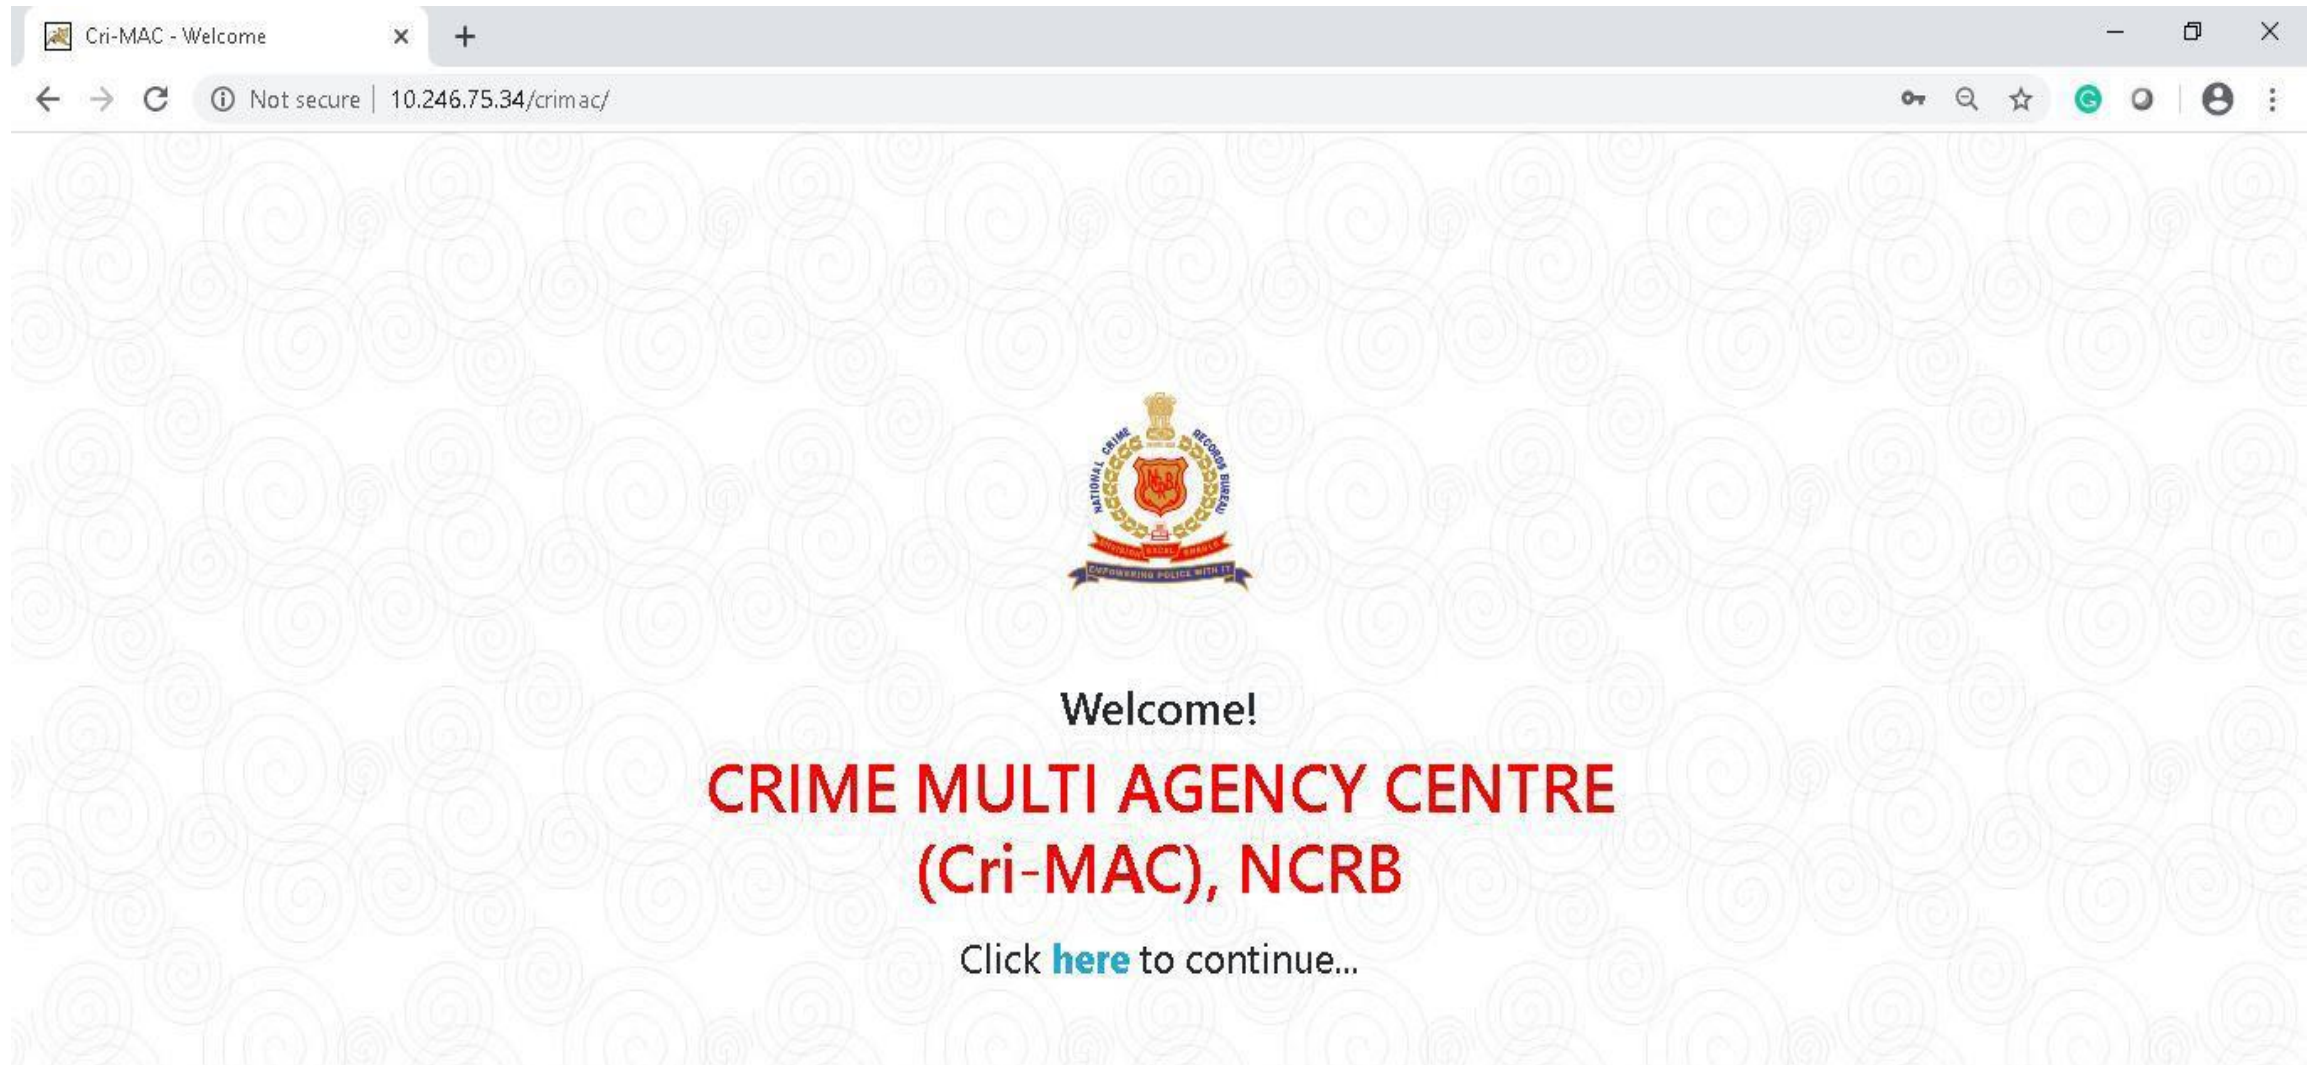 Cri-MAC - Welcome
Not secure | 10.246.75.34/crimac/
NATIONAL CRIME RECORDS BUREAU
NCRB
EMPOWERING POLICE WITH IT
Welcome!
CRIME MULTI AGENCY CENTRE
(Cri-MAC), NCRB
Click here to continue...